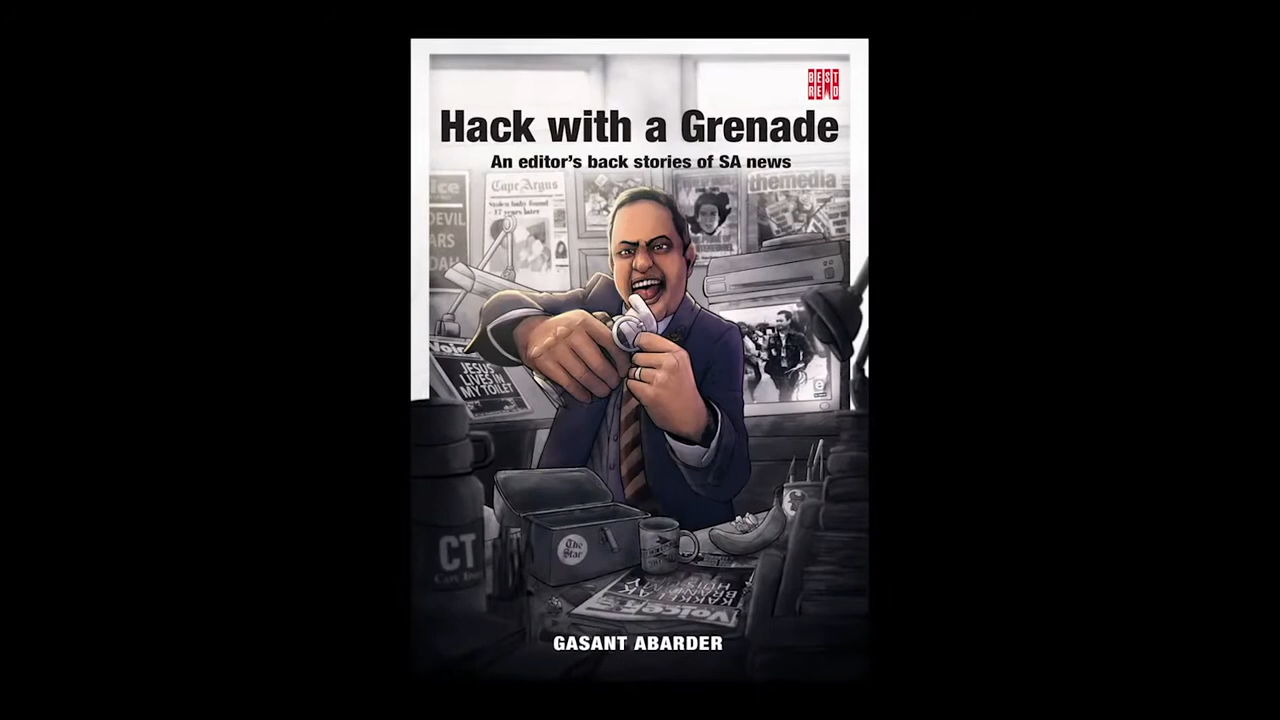 BEST
READ
Hack with a Grenade
An editor's back stories of SA news
Cape Argus
Stolen baby found
- 17 years later
themedia
DEVIL
JESUS
LIVES IN
MY TOILET
The
Star
CT
Voice
GASANT ABARDER